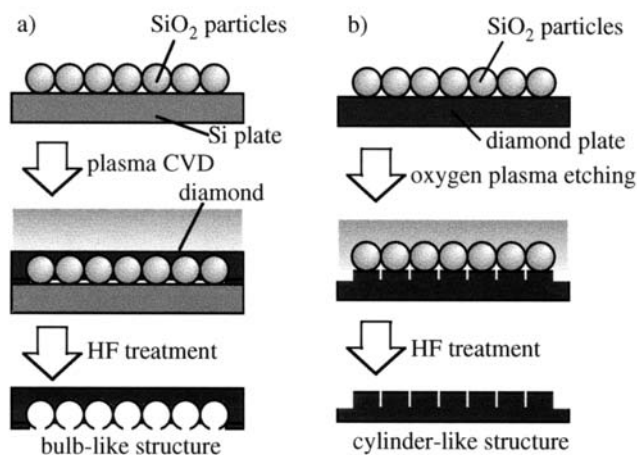 a)
SiO₂ particles
Si plate
plasma CVD
diamond
HF treatment
bulb-like structure
b)
SiO₂ particles
diamond plate
oxygen plasma etching
HF treatment
cylinder-like structure